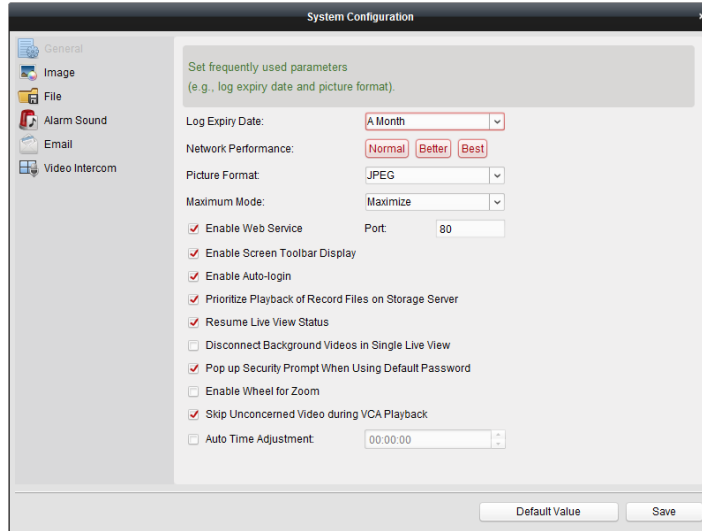 System Configuration
General
Image
File
Alarm Sound
Email
Video Intercom
Set frequently used parameters
(e.g., log expiry date and picture format).
Log Expiry Date: A Month
Network Performance: Normal Better Best
Picture Format: JPEG
Maximum Mode: Maximize
Enable Web Service Port: 80
Enable Screen Toolbar Display
Enable Auto-login
Prioritize Playback of Record Files on Storage Server
Resume Live View Status
Disconnect Background Videos in Single Live View
Pop up Security Prompt When Using Default Password
Enable Wheel for Zoom
Skip Unconcerned Video during VCA Playback
Auto Time Adjustment: 00:00:00
Default Value Save